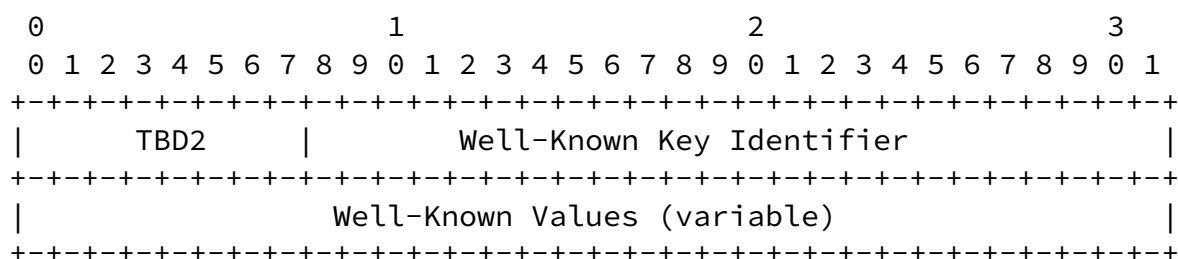 0                   1                   2                   3
 0 1 2 3 4 5 6 7 8 9 0 1 2 3 4 5 6 7 8 9 0 1 2 3 4 5 6 7 8 9 0 1
+-+-+-+-+-+-+-+-+-+-+-+-+-+-+-+-+-+-+-+-+-+-+-+-+-+-+-+-+-+-+-+-+
|      TBD2     |        Well-Known Key Identifier              |
+-+-+-+-+-+-+-+-+-+-+-+-+-+-+-+-+-+-+-+-+-+-+-+-+-+-+-+-+-+-+-+-+
|                 Well-Known Values (variable)                  |
+-+-+-+-+-+-+-+-+-+-+-+-+-+-+-+-+-+-+-+-+-+-+-+-+-+-+-+-+-+-+-+-+